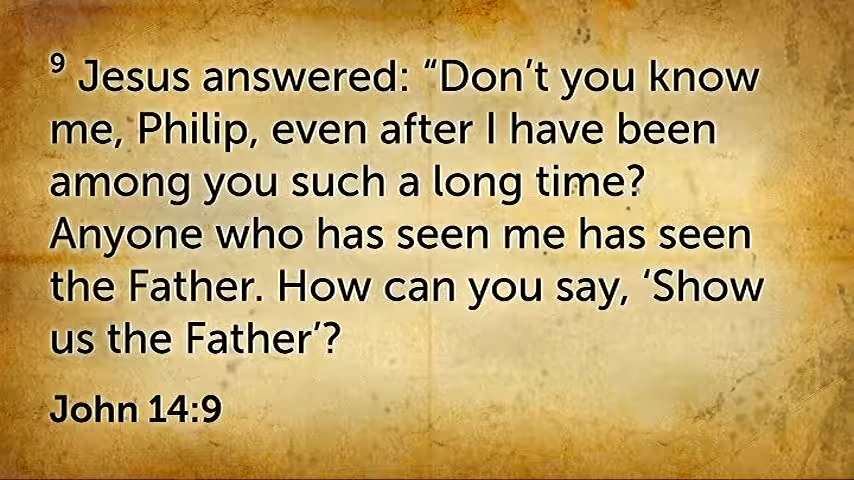 ⁹ Jesus answered: “Don’t you know
me, Philip, even after I have been
among you such a long time?
Anyone who has seen me has seen
the Father. How can you say, ‘Show
us the Father’?
John 14:9